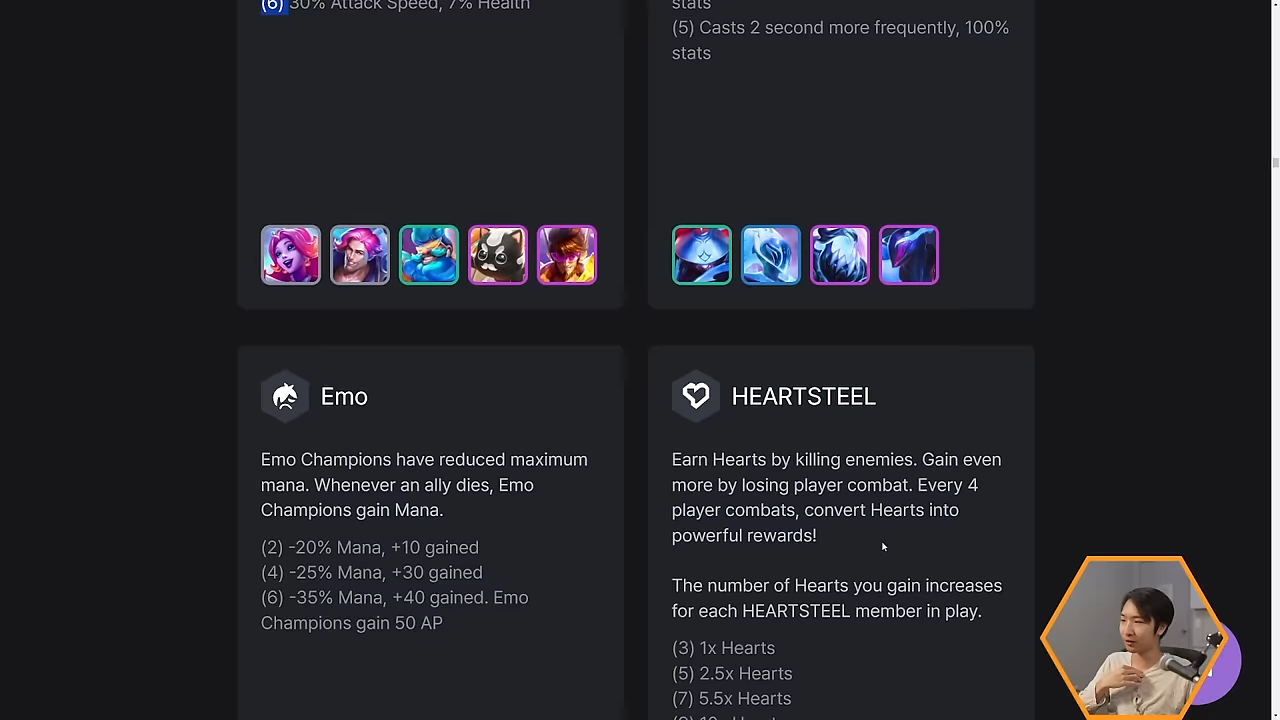 (6) 30% Attack Speed, 7% Health
stats
(5) Casts 2 second more frequently, 100%
stats
Emo
Emo Champions have reduced maximum
mana. Whenever an ally dies, Emo
Champions gain Mana.
(2) -20% Mana, +10 gained
(4) -25% Mana, +30 gained
(6) -35% Mana, +40 gained. Emo
Champions gain 50 AP
HEARTSTEEL
Earn Hearts by killing enemies. Gain even
more by losing player combat. Every 4
player combats, convert Hearts into
powerful rewards!
The number of Hearts you gain increases
for each HEARTSTEEL member in play.
(3) 1x Hearts
(5) 2.5x Hearts
(7) 5.5x Hearts